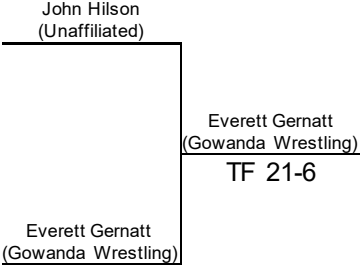 John Hilson
(Unaffiliated)
Everett Gernatt
(Gowanda Wrestling)
TF 21-6
Everett Gernatt
(Gowanda Wrestling)